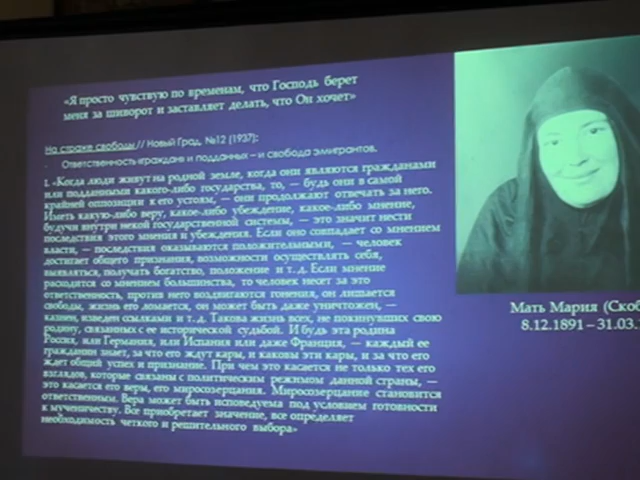 «Я просто чувствую по временам, что Господь берет
меня за шиворот и заставляет делать, что Он хочет»
На страже свободы // Новый Град, №12 (1937):
Ответственность граждан и подданных – и свобода эмигрантов.
1. «Когда люди живут на родной земле, когда они являются гражданами
или подданными какого-либо государства, то, — будь они в самой
крайней оппозиции к его устоям, — они продолжают отвечать за него.
Иметь какую-либо веру, какое-либо убеждение, какое-либо мнение,
будучи внутри некой государственной системы, — это значит нести
последствия этого мнения и убеждения. Если оно совпадает со мнением
власти, — последствия оказываются положительными, — человек
достигает общего признания, возможности осуществлять себя,
выявляться, получать богатство, положение и т.д. Если мнение
расходится со мнением большинства, то человек несет за это
ответственность, против него воздвигаются гонения, он лишается
свободы, жизнь его ломается, он может быть даже уничтожен, —
казнен, изведен ссылками и т.д. Такова жизнь всех, не покинувших свою
родину, связанных с ее исторической судьбой. И будь эта родина
Россия, или Германия, или Испания или даже Франция, — каждый ее
гражданин знает, за что его ждут кары, и каковы эти кары, и за что его
ждет общий успех и признание. При чем это касается не только тех его
взглядов, которые связаны с политическим режимом данной страны, —
это касается его веры, его миросозерцания. Миросозерцание становится
ответственным. Вера может быть исповедуема под условием готовности
к мученичеству. Все приобретает значение, все определяет
необходимость четкого и решительного выбора»
Мать Мария (Скоб
8.12.1891 – 31.03.